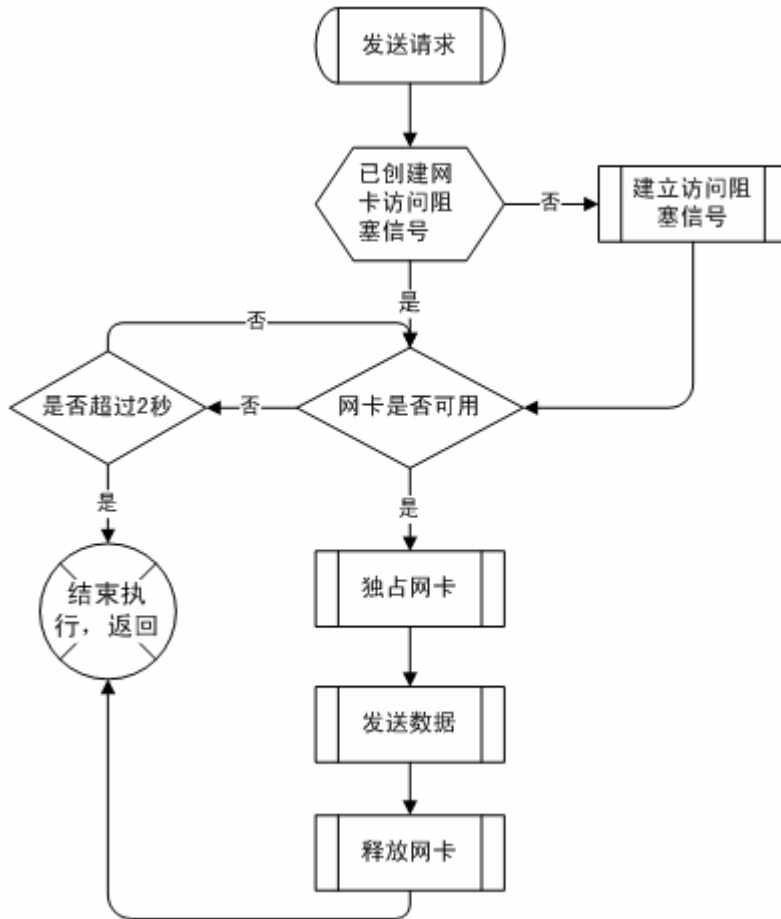 发送请求
已创建网
卡访问阻
塞信号
否
建立访问阻
塞信号
是
否
是否超过2秒
否
网卡是否可用
是
是
结束执
行，返回
独占网卡
发送数据
释放网卡